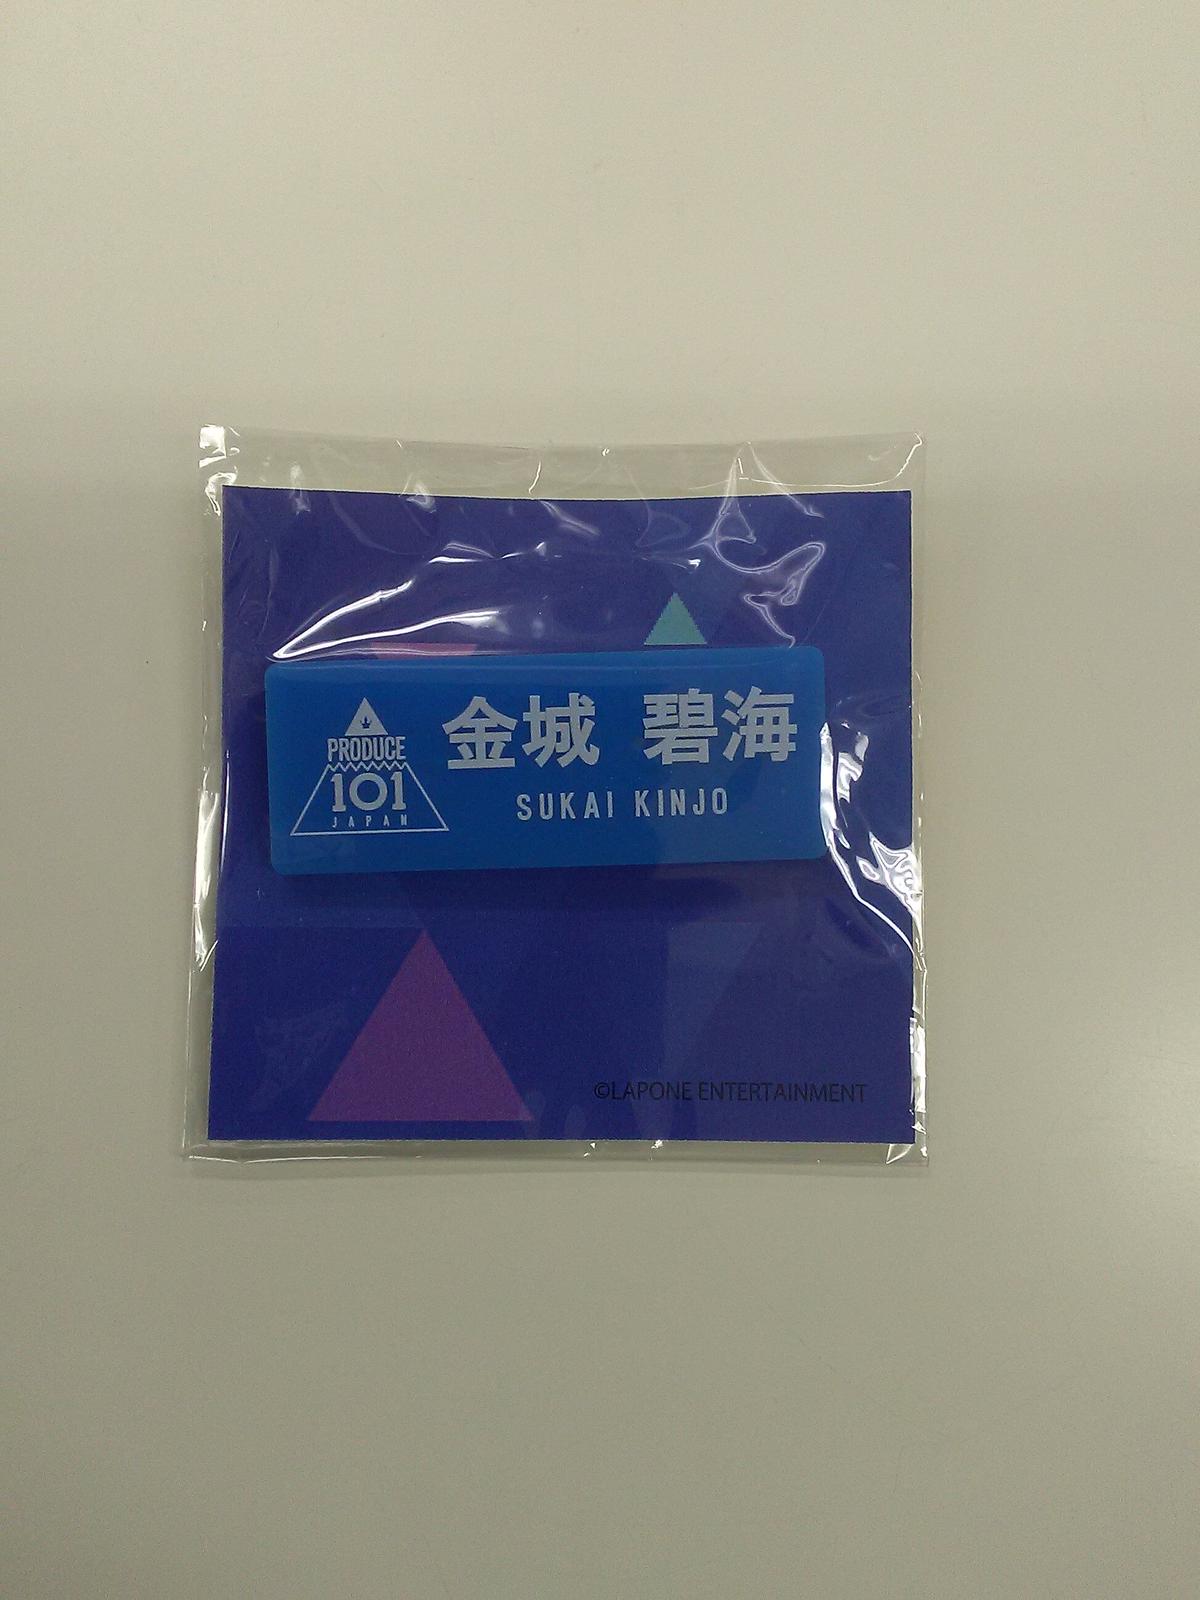 PRODUCE
101
JAPAN
金城 碧海
SUKAI KINJO
©LAPONE ENTERTAINMENT